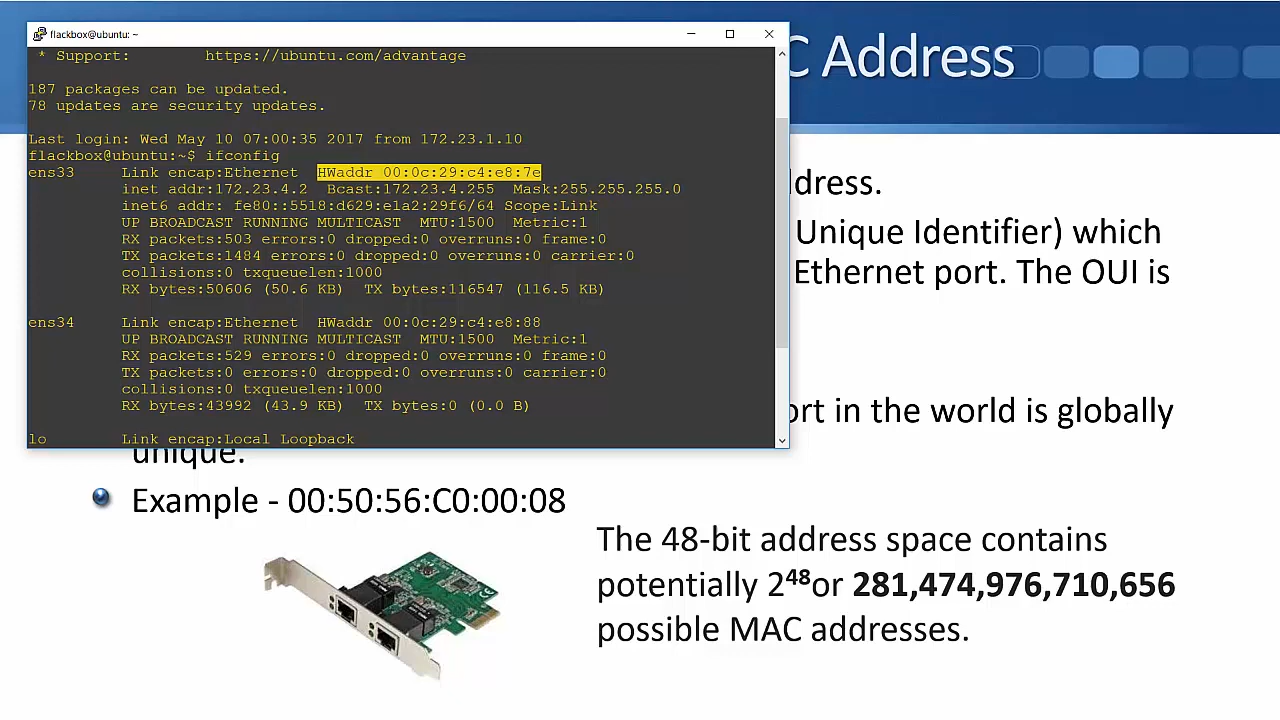 flackbox@ubuntu: ~
C Address
* Support: https://ubuntu.com/advantage
187 packages can be updated.
78 updates are security updates.
Last login: Wed May 10 07:00:35 2017 from 172.23.1.10
flackbox@ubuntu:~$ ifconfig
ens33 Link encap:Ethernet HWaddr 00:0c:29:c4:e8:7e
inet addr:172.23.4.2 Bcast:172.23.4.255 Mask:255.255.255.0
inet6 addr: fe80::5518:d629:e1a2:29f6/64 Scope:Link
UP BROADCAST RUNNING MULTICAST MTU:1500 Metric:1
RX packets:503 errors:0 dropped:0 overruns:0 frame:0
TX packets:1484 errors:0 dropped:0 overruns:0 carrier:0
collisions:0 txqueuelen:1000
RX bytes:50606 (50.6 KB) TX bytes:116547 (116.5 KB)
ens34 Link encap:Ethernet HWaddr 00:0c:29:c4:e8:88
UP BROADCAST RUNNING MULTICAST MTU:1500 Metric:1
RX packets:529 errors:0 dropped:0 overruns:0 frame:0
TX packets:0 errors:0 dropped:0 overruns:0 carrier:0
collisions:0 txqueuelen:1000
RX bytes:43992 (43.9 KB) TX bytes:0 (0.0 B)
lo Link encap:Local Loopback
dress.
Unique Identifier) which
Ethernet port. The OUI is
ort in the world is globally
unique.
Example - 00:50:56:C0:00:08
The 48-bit address space contains
potentially 2⁴⁸or 281,474,976,710,656
possible MAC addresses.